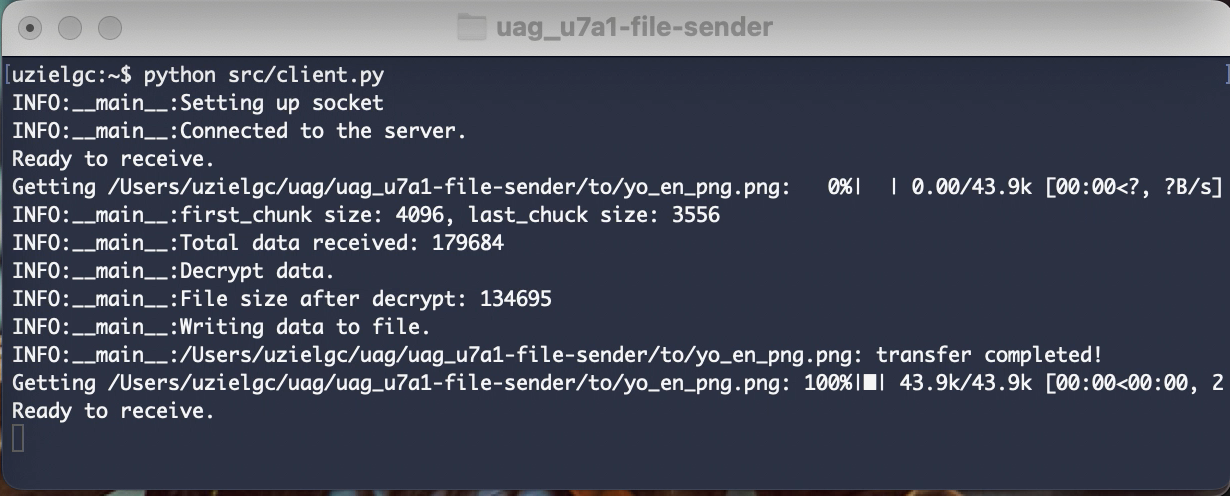 uag_u7a1-file-sender
[uzielgc:~$ python src/client.py ]
INFO:__main__:Setting up socket
INFO:__main__:Connected to the server.
Ready to receive.
Getting /Users/uzielgc/uag/uag_u7a1-file-sender/to/yo_en_png.png:   0%|  | 0.00/43.9k [00:00<?, ?B/s]
INFO:__main__:first_chunk size: 4096, last_chuck size: 3556
INFO:__main__:Total data received: 179684
INFO:__main__:Decrypt data.
INFO:__main__:File size after decrypt: 134695
INFO:__main__:Writing data to file.
INFO:__main__:/Users/uzielgc/uag/uag_u7a1-file-sender/to/yo_en_png.png: transfer completed!
Getting /Users/uzielgc/uag/uag_u7a1-file-sender/to/yo_en_png.png: 100%|█| 43.9k/43.9k [00:00<00:00, 2
Ready to receive.